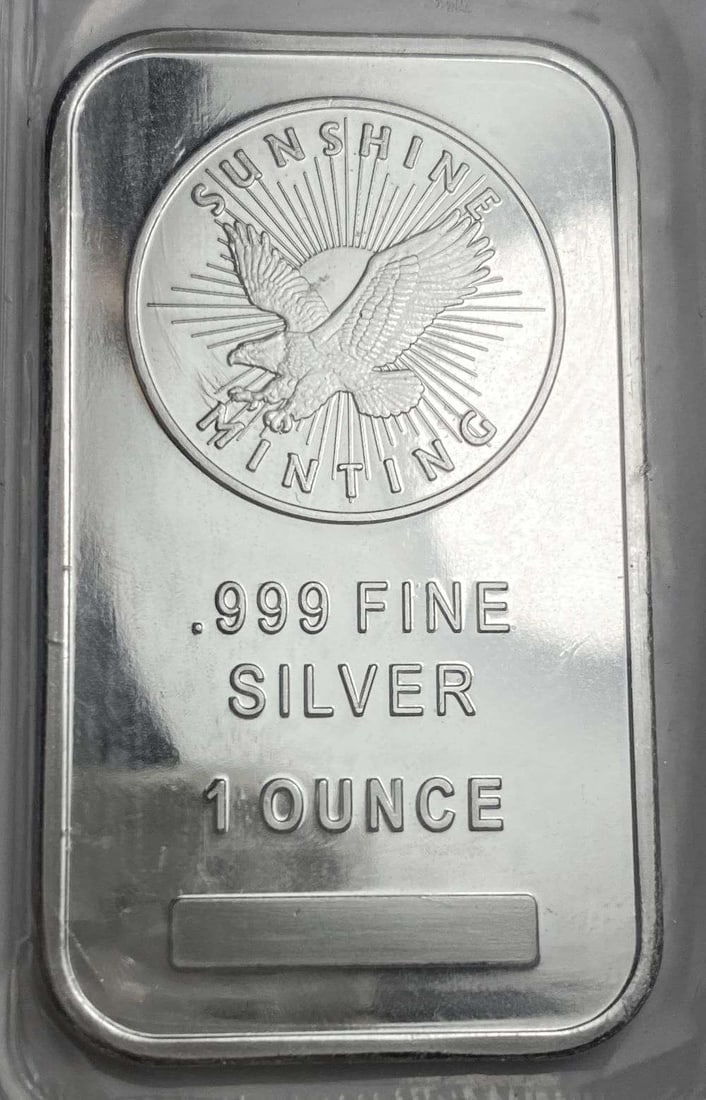 SUNSHINE
MINTING
.999 FINE
SILVER
1 OUNCE